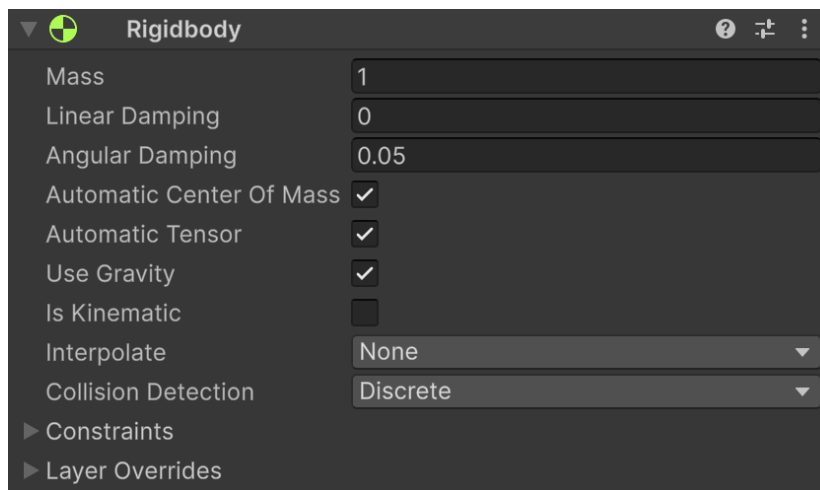 Rigidbody
Mass 1
Linear Damping 0
Angular Damping 0.05
Automatic Center Of Mass
Automatic Tensor
Use Gravity
Is Kinematic
Interpolate None
Collision Detection Discrete
Constraints
Layer Overrides